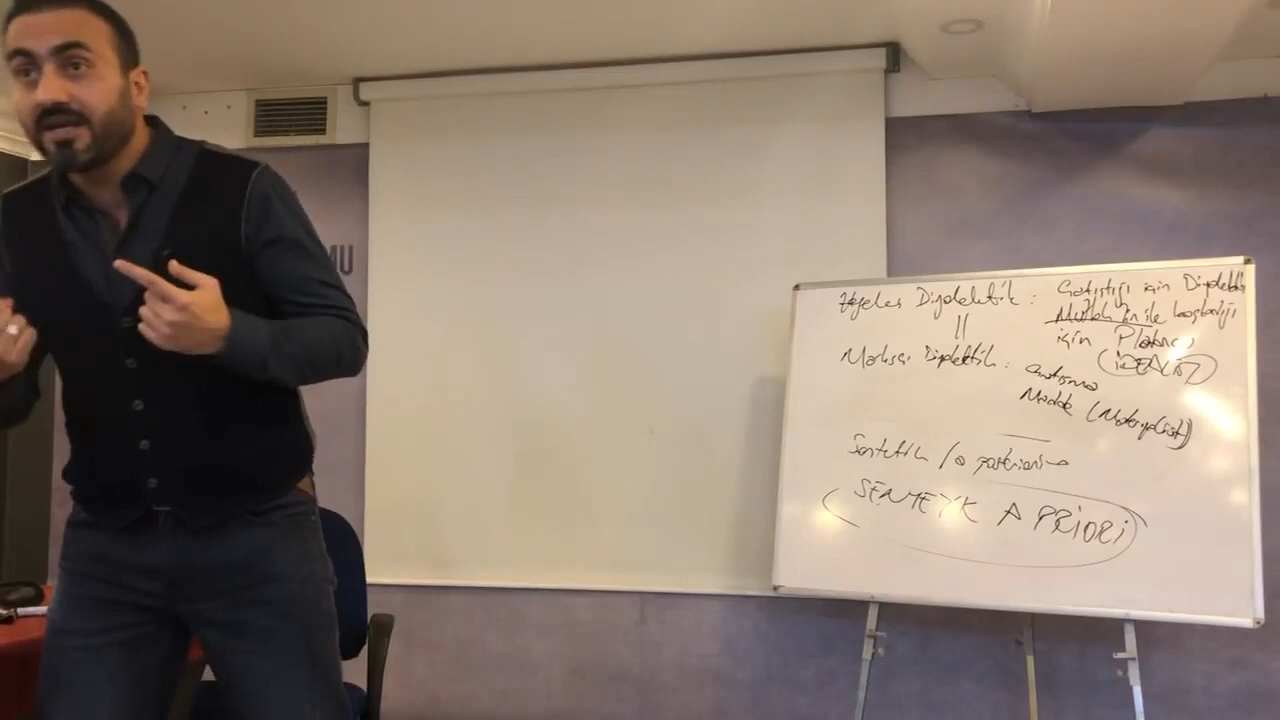 MU
Hegelci Diyalektik : Çatıştığı için Diyalektik
Mutlak Tin ile başladığı
için Platoncu
(İDEALİST)
Marksçı Diyalektik : Çatışma
Madde (Materyalist)
Sentetik / a posteriori
SENTETİK A PRİORİ